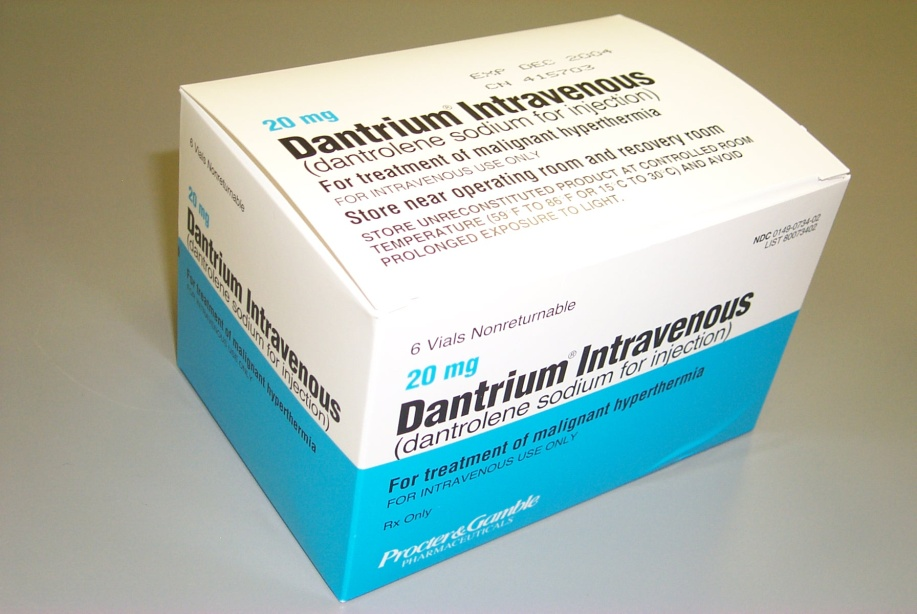 EXP DEC 2004
CN 415703
20 mg
Dantrium® Intravenous
(dantrolene sodium for injection)
For treatment of malignant hyperthermia
FOR INTRAVENOUS USE ONLY
Store near operating room and recovery room
STORE UNRECONSTITUTED PRODUCT AT CONTROLLED ROOM
TEMPERATURE (59 F TO 86 F OR 15 C TO 30 C) AND AVOID
PROLONGED EXPOSURE TO LIGHT.
6 Vials Nonreturnable
20 mg
Dantrium Intravenous
(dantrolene sodium for injection)
For treatment of malignant hyperthermia
FOR INTRAVENOUS USE ONLY
NDC 0149-0734-02
LIST 80073402
6 Vials Nonreturnable
20 mg
Dantrium® Intravenous
(dantrolene sodium for injection)
For treatment of malignant hyperthermia
FOR INTRAVENOUS USE ONLY
Rx Only
Procter&Gamble
PHARMACEUTICALS